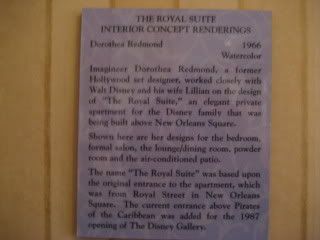 THE ROYAL SUITE
INTERIOR CONCEPT RENDERINGS
Dorothea Redmond 1966
Watercolor
Imagineer Dorothea Redmond, a former
Hollywood set designer, worked closely with
Walt Disney and his wife Lillian on the design
of "The Royal Suite," an elegant private
apartment for the Disney family that was
being built above New Orleans Square.
Shown here are her designs for the bedroom,
formal salon, the lounge/dining room, powder
room and the air-conditioned patio.
The name "The Royal Suite" was based upon
the original entrance to the apartment, which
was from Royal Street in New Orleans
Square. The current entrance above Pirates
of the Caribbean was added for the 1987
opening of The Disney Gallery.